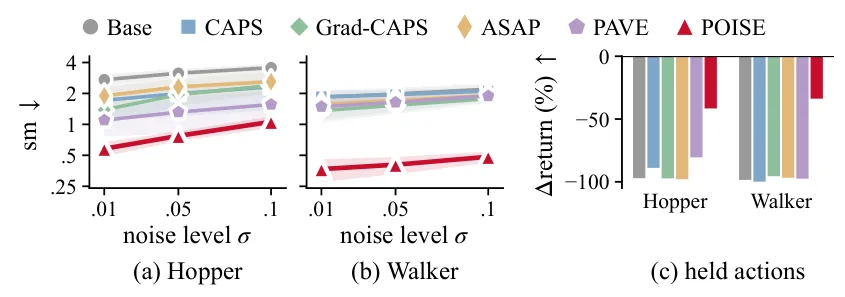 Base CAPS Grad-CAPS ASAP PAVE POISE
sm ↓
4
2
1
.5
.25
.01 .05 .1
noise level σ
(a) Hopper
.01 .05 .1
noise level σ
(b) Walker
Δreturn (%) ↑
0
−50
−100
Hopper Walker
(c) held actions